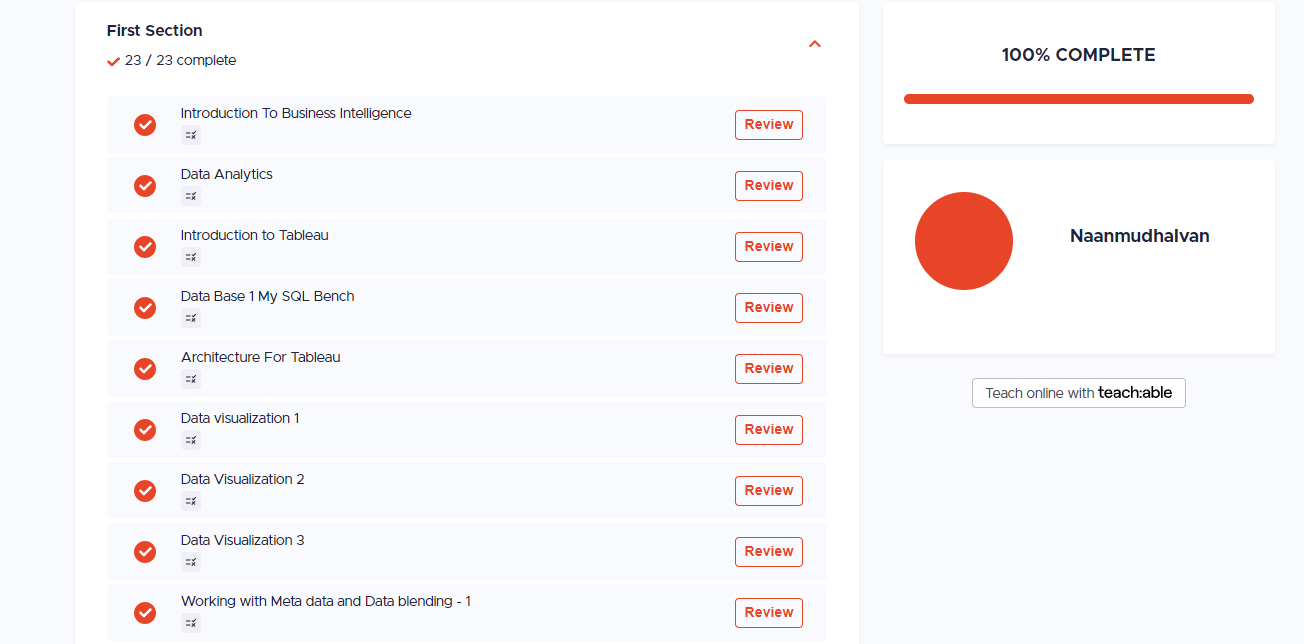 First Section
23 / 23 complete
Introduction To Business Intelligence
Review
Data Analytics
Review
Introduction to Tableau
Review
Data Base 1 My SQL Bench
Review
Architecture For Tableau
Review
Data visualization 1
Review
Data Visualization 2
Review
Data Visualization 3
Review
Working with Meta data and Data blending - 1
Review
100% COMPLETE
Naanmudhalvan
Teach online with teach:able